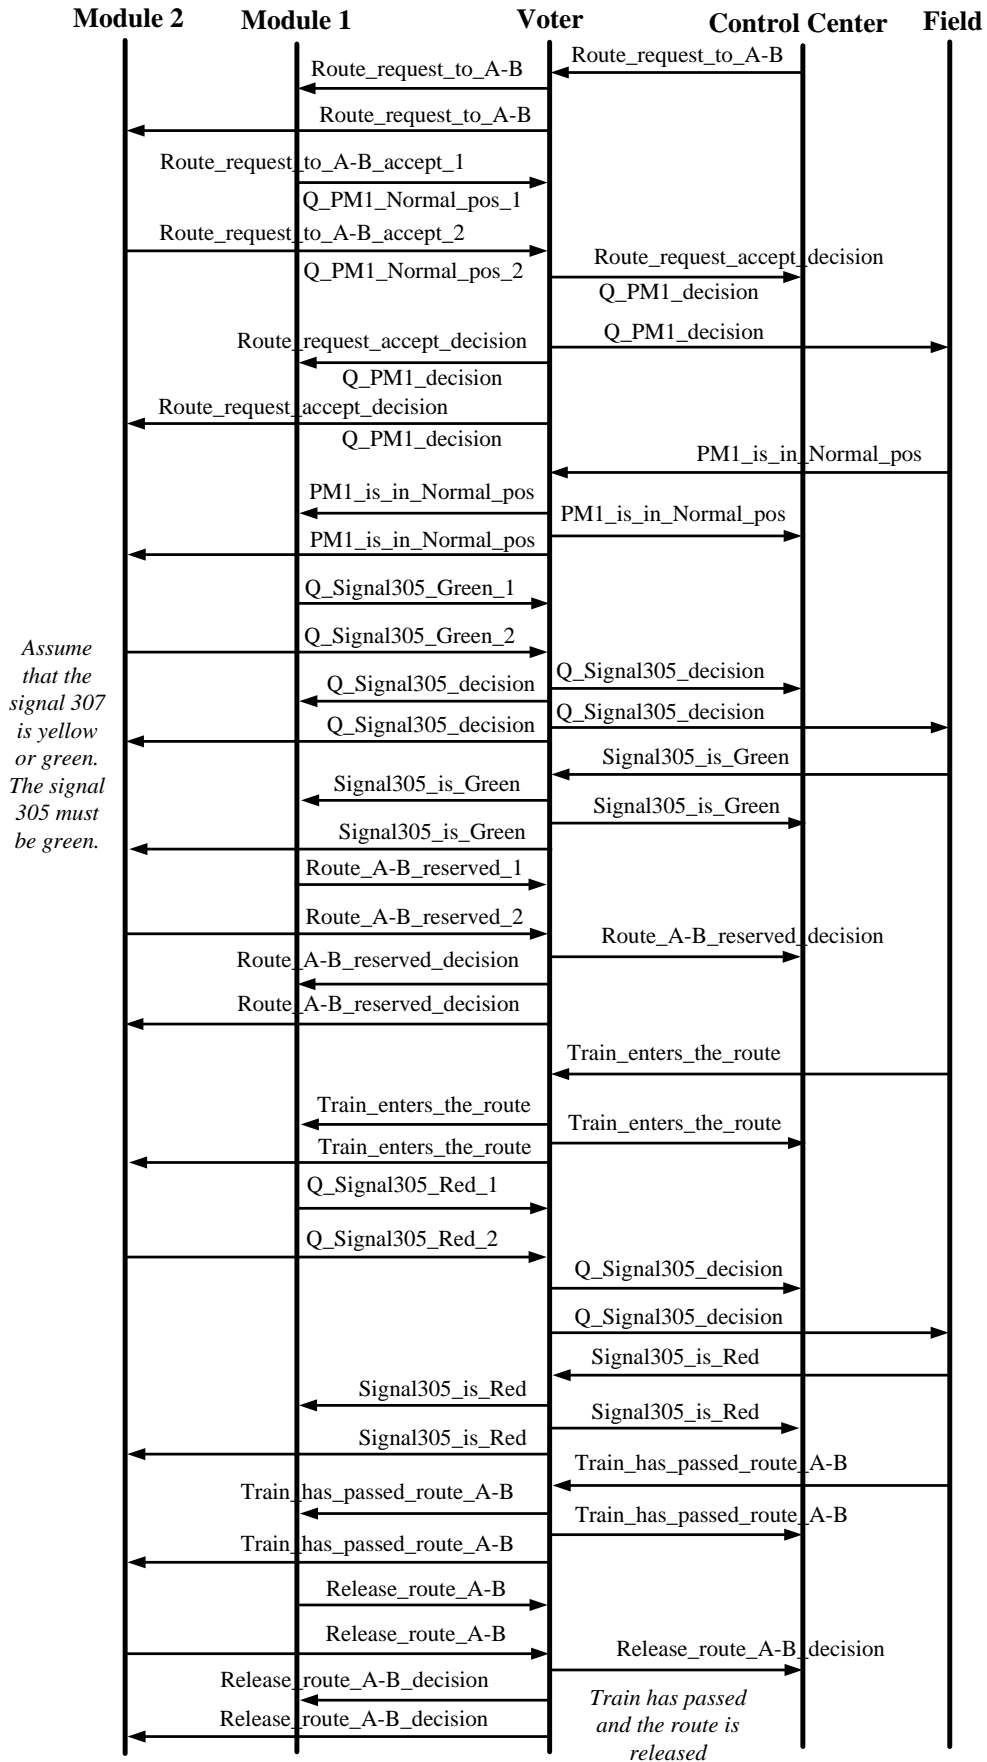 Module 2
Module 1
Voter
Control Center
Field
Route_request_to_A-B
Route_request_to_A-B
Route_request_to_A-B
Route_request_to_A-B_accept_1
Q_PM1_Normal_pos_1
Route_request_to_A-B_accept_2
Q_PM1_Normal_pos_2
Route_request_accept_decision
Q_PM1_decision
Q_PM1_decision
Route_request_accept_decision
Q_PM1_decision
Route_request_accept_decision
Q_PM1_decision
PM1_is_in_Normal_pos
PM1_is_in_Normal_pos
PM1_is_in_Normal_pos
PM1_is_in_Normal_pos
Q_Signal305_Green_1
Q_Signal305_Green_2
Assume
that the
signal 307
is yellow
or green.
The signal
305 must
be green.
Q_Signal305_decision
Q_Signal305_decision
Q_Signal305_decision
Q_Signal305_decision
Signal305_is_Green
Signal305_is_Green
Signal305_is_Green
Signal305_is_Green
Route_A-B_reserved_1
Route_A-B_reserved_2
Route_A-B_reserved_decision
Route_A-B_reserved_decision
Route_A-B_reserved_decision
Train_enters_the_route
Train_enters_the_route
Train_enters_the_route
Train_enters_the_route
Q_Signal305_Red_1
Q_Signal305_Red_2
Q_Signal305_decision
Q_Signal305_decision
Signal305_is_Red
Signal305_is_Red
Signal305_is_Red
Signal305_is_Red
Train_has_passed_route_A-B
Train_has_passed_route_A-B
Train_has_passed_route_A-B
Train_has_passed_route_A-B
Release_route_A-B
Release_route_A-B
Release_route_A-B_decision
Release_route_A-B_decision
Release_route_A-B_decision
Train has passed
and the route is
released